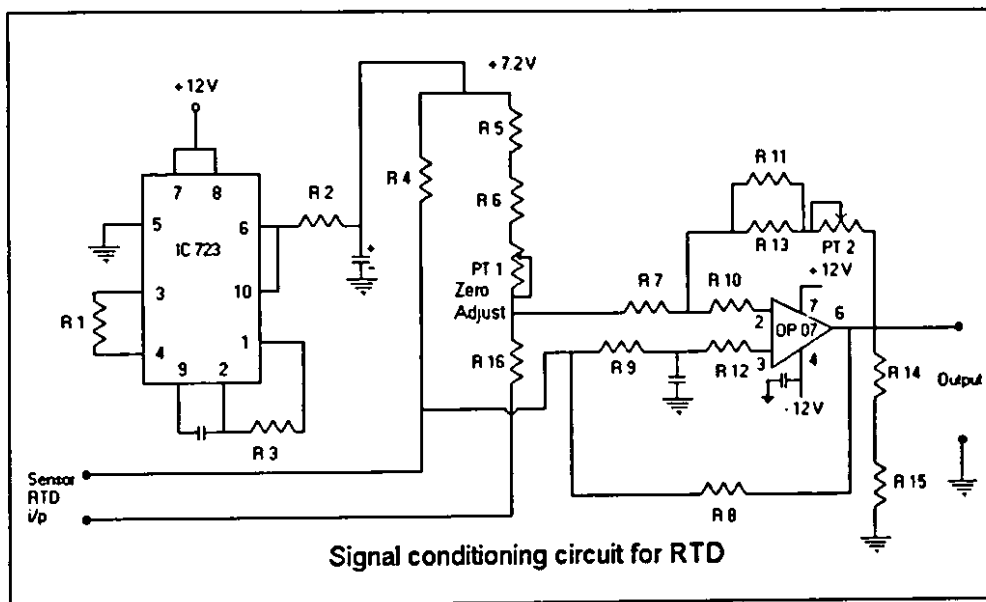 +12V
+7.2V
7 8
5
6
IC 723
3
10
4
1
9 2
R 1
R 2
R 3
R 4
R 5
R 6
PT 1
Zero
Adjust
R 16
R 7
R 10
R 11
R 13
PT 2
+12V
7
2
OP 07
6
3
4
- 12V
R 9
R 12
R 8
R 14
Output
R 15
Sensor
RTD
i/p
+
-
Signal conditioning circuit for RTD